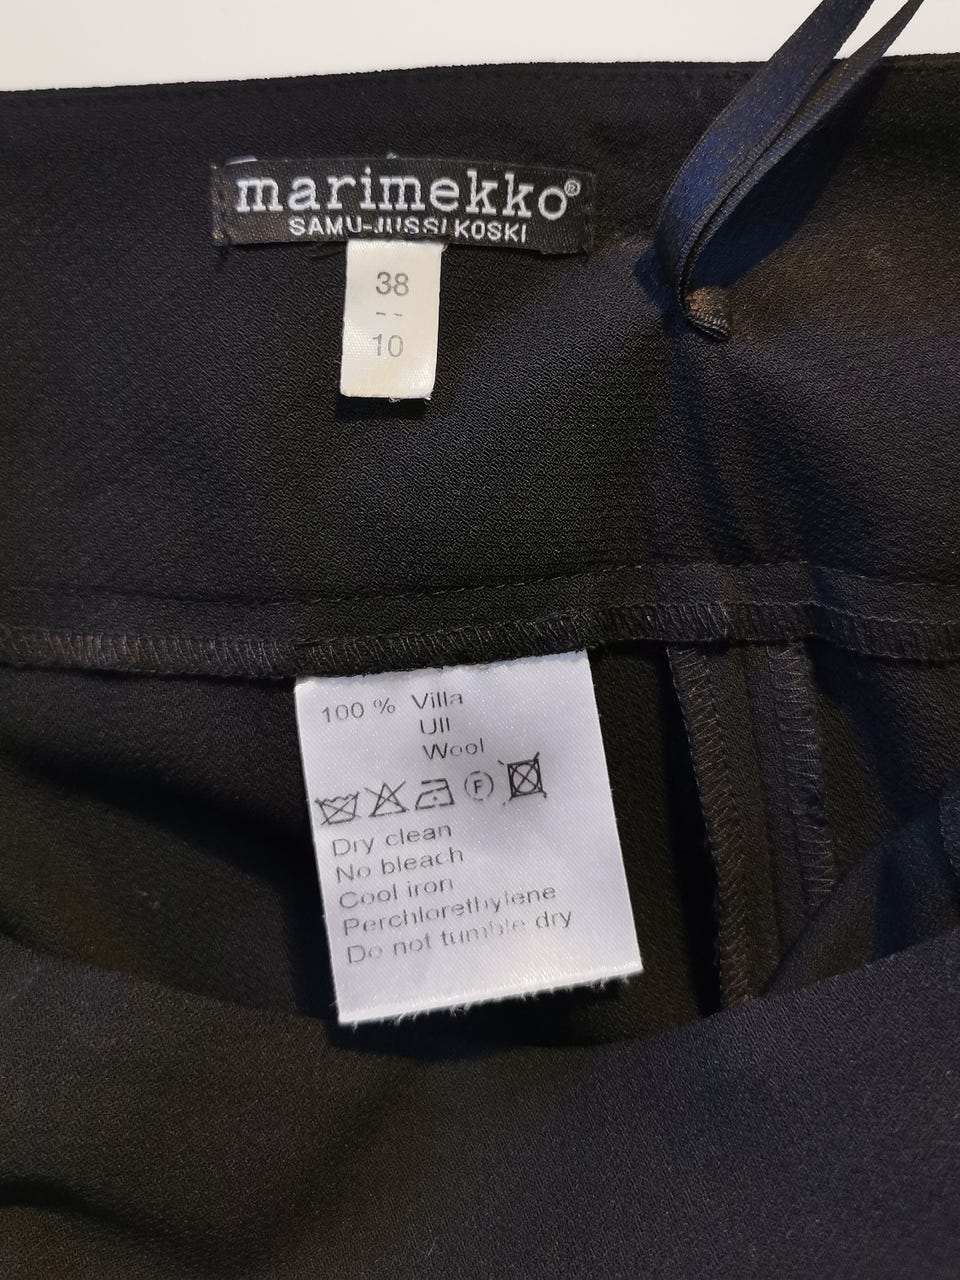 marimekko®
SAMU-JUSSI KOSKI
38
--
10
100 % Villa
Ull
Wool
F
Dry clean
No bleach
Cool iron
Perchlorethylene
Do not tumble dry